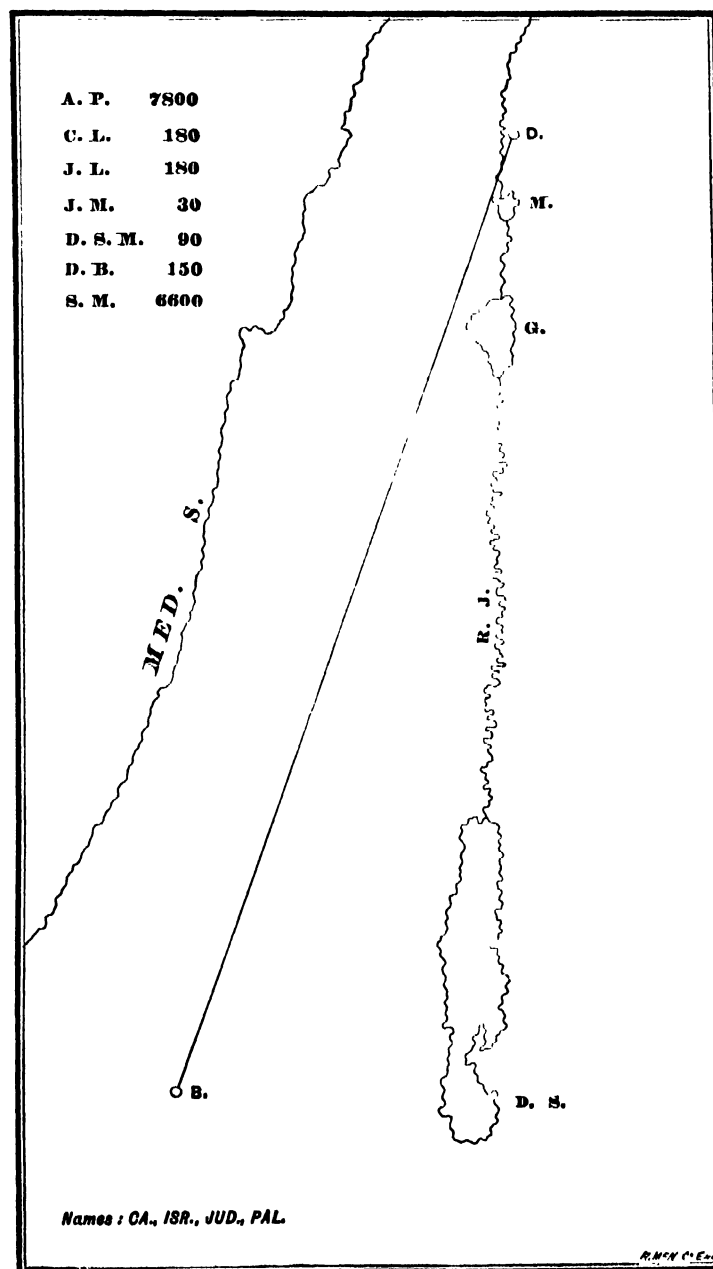 A. P. 7800
C. L. 180
J. L. 180
J. M. 30
D. S. M. 90
D. B. 150
S. M. 6600
D.
M.
G.
MED. S.
R. J.
B.
D. S.
Names : CA., ISR., JUD., PAL.